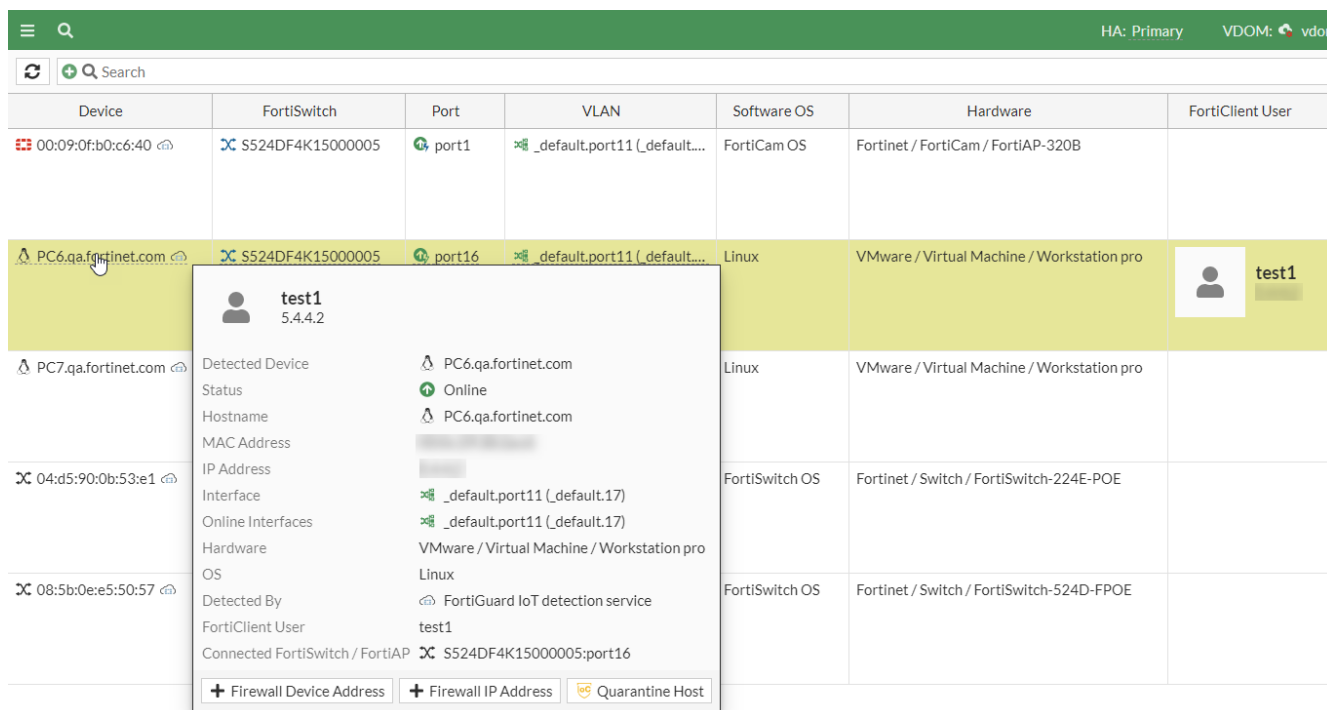 HA: Primary VDOM: vdom
Search
Device FortiSwitch Port VLAN Software OS Hardware FortiClient User
00:09:0f:b0:c6:40 S524DF4K15000005 port1 _default.port11 (_default.... FortiCam OS Fortinet / FortiCam / FortiAP-320B
PC6.qa.fortinet.com S524DF4K15000005 port16 _default.port11 (_default.... Linux VMware / Virtual Machine / Workstation pro test1
test1
5.4.4.2
Detected Device PC6.qa.fortinet.com
Status Online
Hostname PC6.qa.fortinet.com
MAC Address
IP Address
Interface _default.port11 (_default.17)
Online Interfaces _default.port11 (_default.17)
Hardware VMware / Virtual Machine / Workstation pro
OS Linux
Detected By FortiGuard IoT detection service
FortiClient User test1
Connected FortiSwitch / FortiAP S524DF4K15000005:port16
Firewall Device Address Firewall IP Address Quarantine Host
PC7.qa.fortinet.com Linux VMware / Virtual Machine / Workstation pro
04:d5:90:0b:53:e1 FortiSwitch OS Fortinet / Switch / FortiSwitch-224E-POE
08:5b:0e:e5:50:57 FortiSwitch OS Fortinet / Switch / FortiSwitch-524D-FPOE